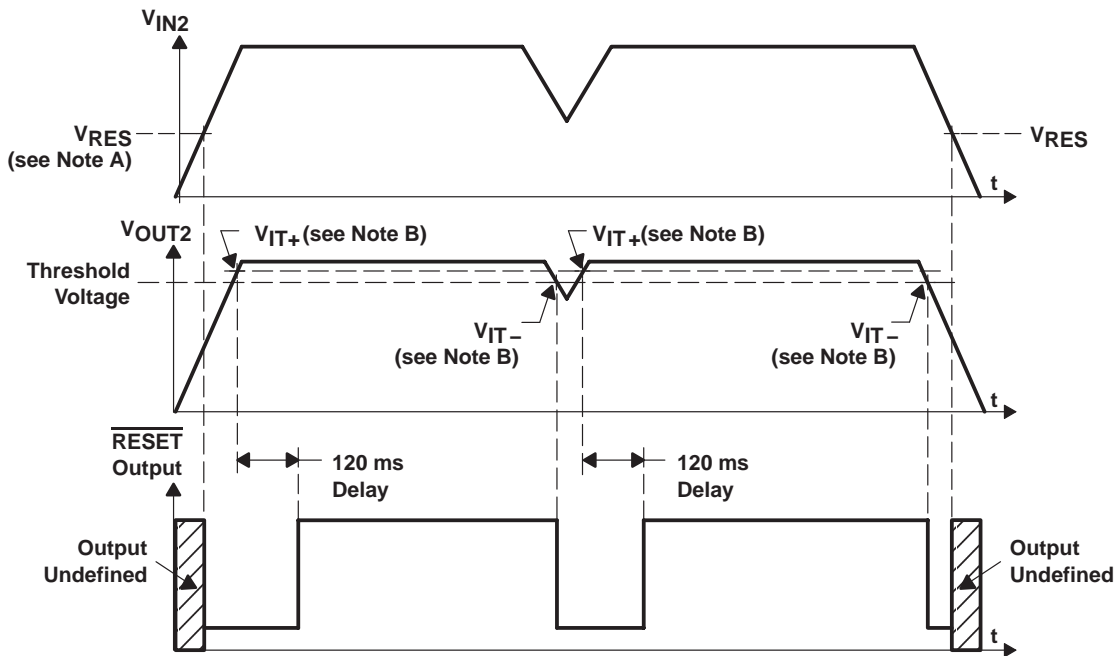 VIN2
VRES
(see Note A)
VRES
t
VOUT2
VIT+ (see Note B)
VIT+ (see Note B)
Threshold
Voltage
VIT–
(see Note B)
VIT–
(see Note B)
t
RESET
Output
120 ms
Delay
120 ms
Delay
Output
Undefined
Output
Undefined
t